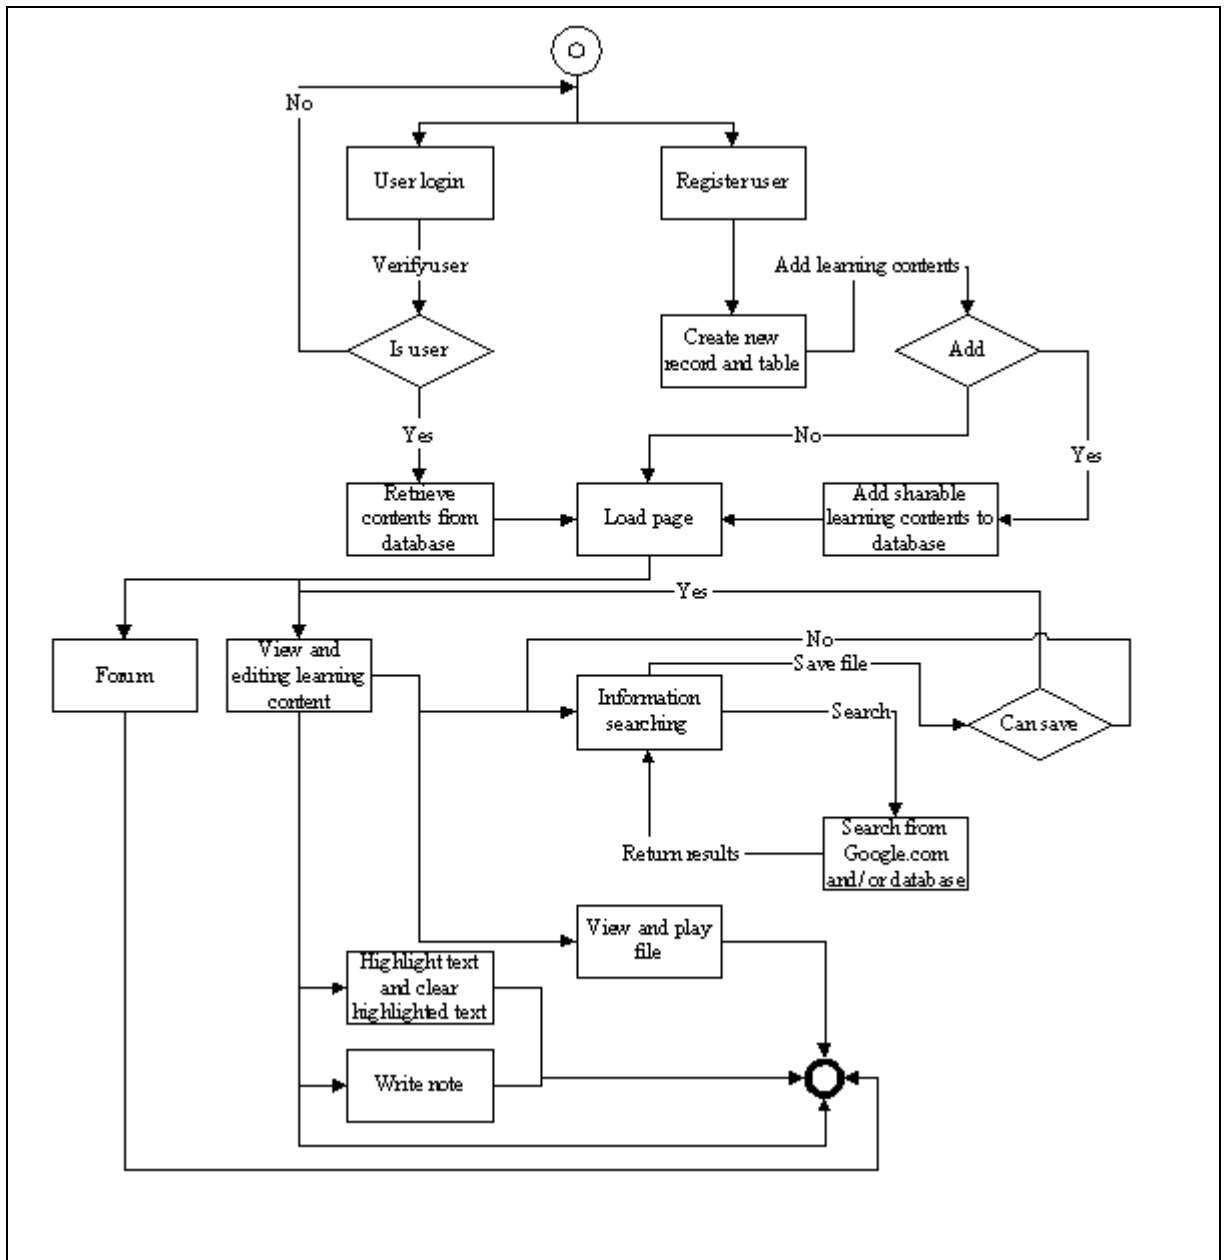 No
User login
Register user
Verify user
Add learning contents
Is user
Create new
record and table
Add
Yes
No
Yes
Retrieve
contents from
database
Load page
Add sharable
learning contents to
database
Yes
Forum
View and
editing learning
content
No
Save file
Information
searching
Search
Can save
Return results
Search from
Google.com
and/or database
View and play
file
Highlight text
and clear
highlighted text
Write note